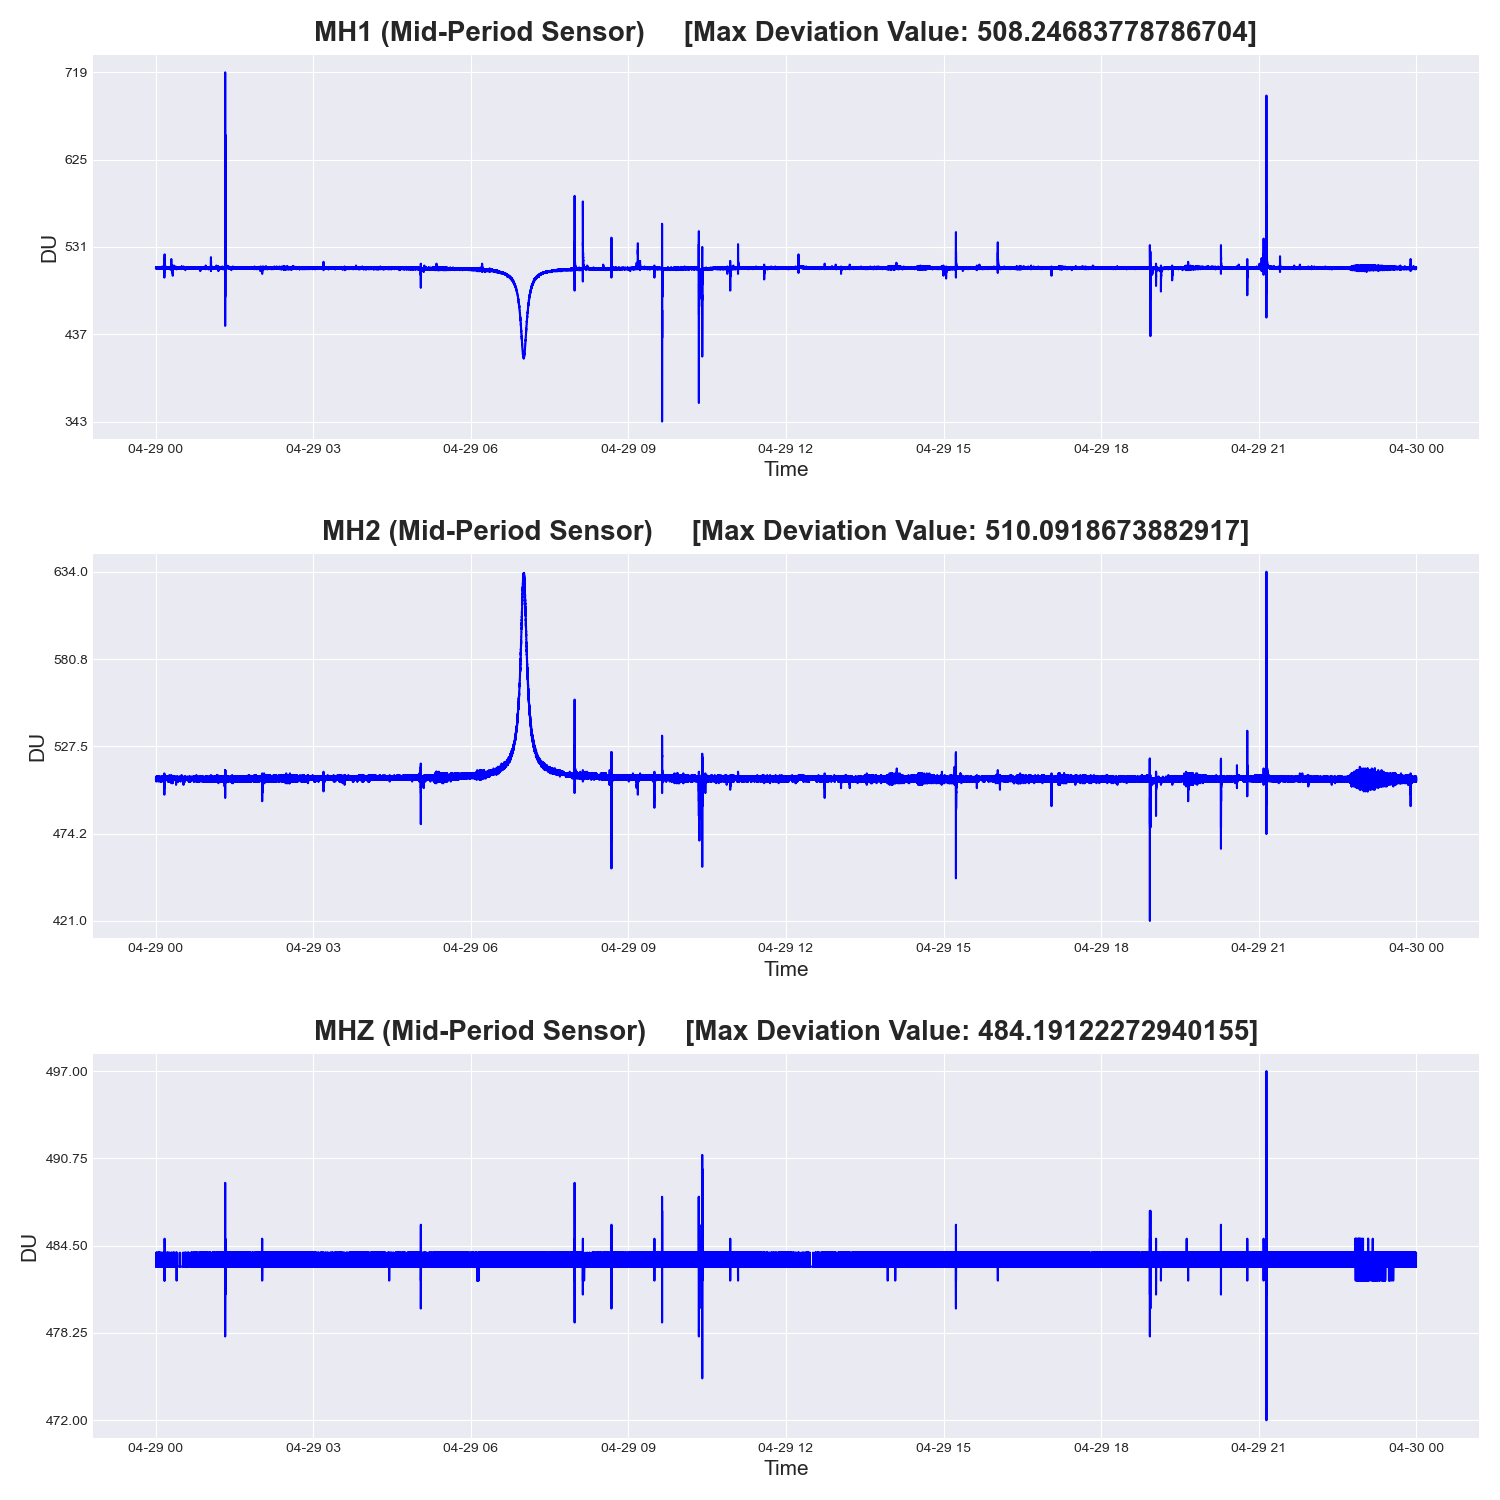 MH1 (Mid-Period Sensor) [Max Deviation Value: 508.24683778786704]
719
625
531
437
343
DU
04-29 00 04-29 03 04-29 06 04-29 09 04-29 12 04-29 15 04-29 18 04-29 21 04-30 00
Time
MH2 (Mid-Period Sensor) [Max Deviation Value: 510.0918673882917]
634.0
580.8
527.5
474.2
421.0
DU
04-29 00 04-29 03 04-29 06 04-29 09 04-29 12 04-29 15 04-29 18 04-29 21 04-30 00
Time
MHZ (Mid-Period Sensor) [Max Deviation Value: 484.19122272940155]
497.00
490.75
484.50
478.25
472.00
DU
04-29 00 04-29 03 04-29 06 04-29 09 04-29 12 04-29 15 04-29 18 04-29 21 04-30 00
Time